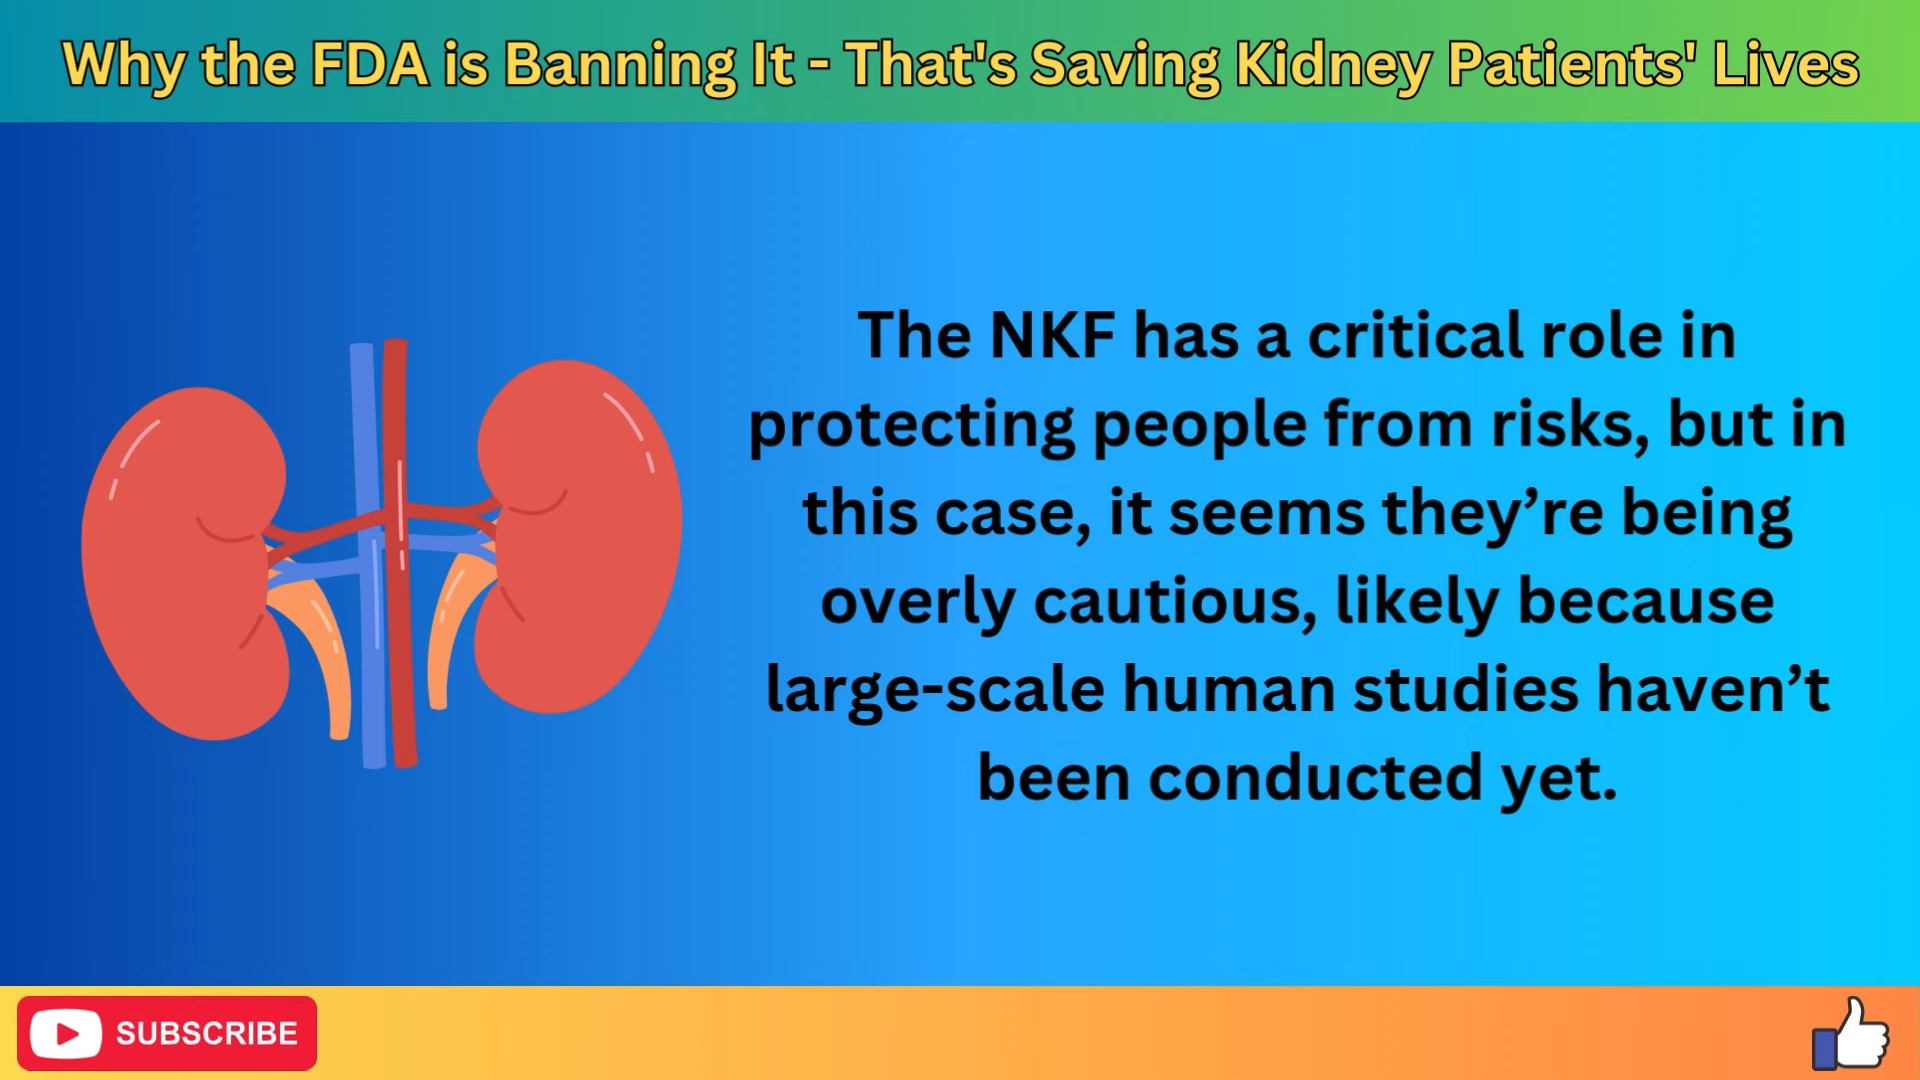 Why the FDA is Banning It - That's Saving Kidney Patients' Lives
The NKF has a critical role in
protecting people from risks, but in
this case, it seems they’re being
overly cautious, likely because
large-scale human studies haven’t
been conducted yet.
SUBSCRIBE